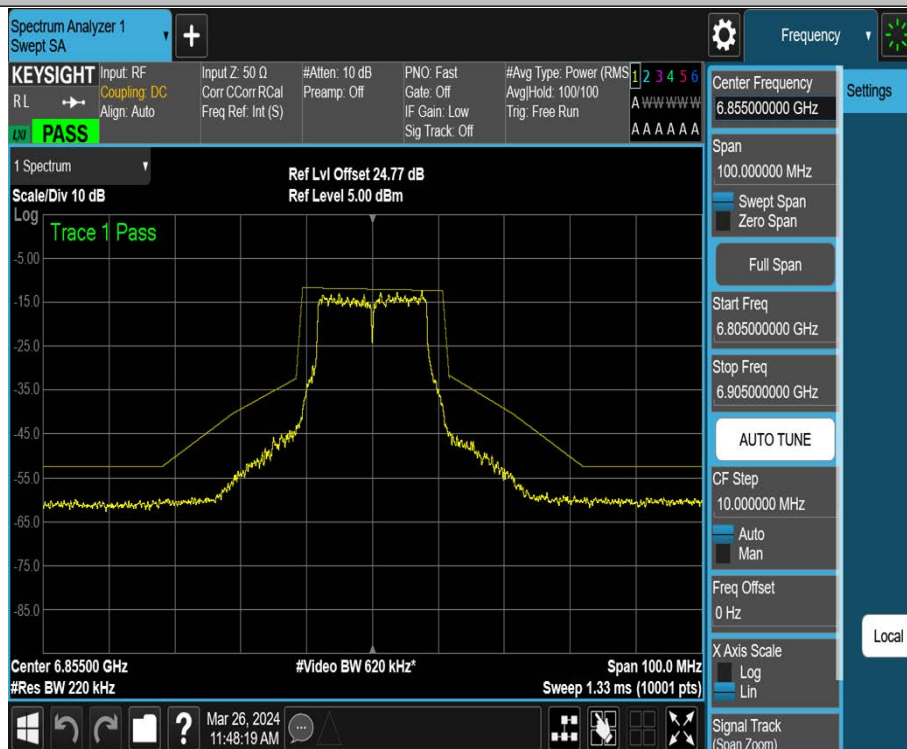 Spectrum Analyzer 1
Swept SA
Frequency
KEYSIGHT
RL
LXI
PASS
Input: RF
Coupling: DC
Align: Auto
Input Z: 50 Ω
Corr CCorr RCal
Freq Ref: Int (S)
#Atten: 10 dB
Preamp: Off
PNO: Fast
Gate: Off
IF Gain: Low
Sig Track: Off
#Avg Type: Power (RMS
Avg|Hold: 100/100
Trig: Free Run
1 2 3 4 5 6
A W W W W W
A A A A A A
1 Spectrum
Scale/Div 10 dB
Ref Lvl Offset 24.77 dB
Ref Level 5.00 dBm
Log
Trace 1 Pass
-5.00
-15.0
-25.0
-35.0
-45.0
-55.0
-65.0
-75.0
-85.0
Center 6.85500 GHz
#Res BW 220 kHz
#Video BW 620 kHz*
Span 100.0 MHz
Sweep 1.33 ms (10001 pts)
?
Mar 26, 2024
11:48:19 AM
Center Frequency
6.855000000 GHz
Span
100.000000 MHz
Swept Span
Zero Span
Full Span
Start Freq
6.805000000 GHz
Stop Freq
6.905000000 GHz
AUTO TUNE
CF Step
10.000000 MHz
Auto
Man
Freq Offset
0 Hz
X Axis Scale
Log
Lin
Signal Track
(Span Zoom)
Settings
Local